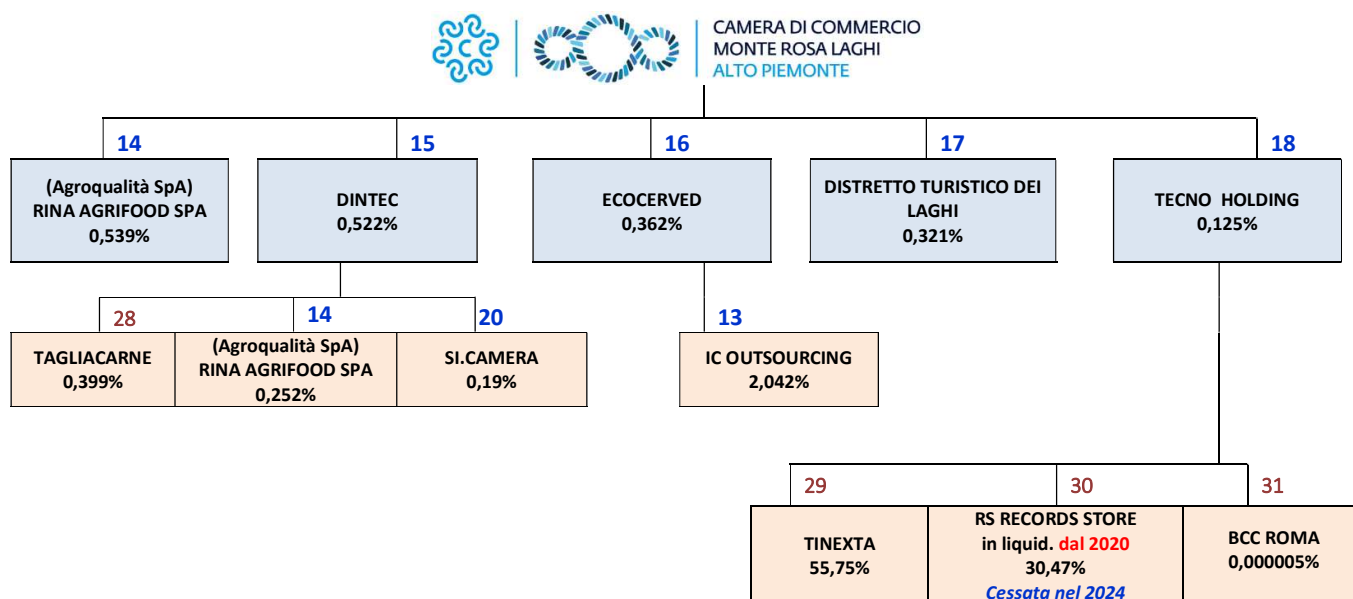 CAMERA DI COMMERCIO
MONTE ROSA LAGHI
ALTO PIEMONTE
14
(Agroqualità SpA)
RINA AGRIFOOD SPA
0,539%
15
DINTEC
0,522%
16
ECOCERVED
0,362%
17
DISTRETTO TURISTICO DEI
LAGHI
0,321%
18
TECNO HOLDING
0,125%
28
TAGLIACARNE
0,399%
14
(Agroqualità SpA)
RINA AGRIFOOD SPA
0,252%
20
SI.CAMERA
0,19%
13
IC OUTSOURCING
2,042%
29
TINEXTA
55,75%
30
RS RECORDS STORE
in liquid. dal 2020
30,47%
Cessata nel 2024
31
BCC ROMA
0,000005%